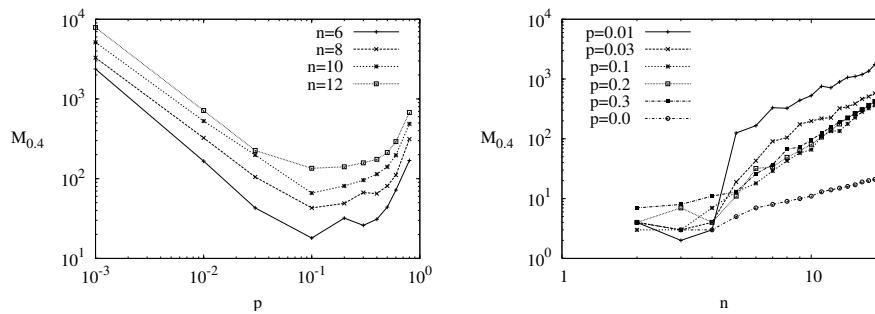 10^4
10^3
10^2
10^1
M_{0.4}
n=6
n=8
n=10
n=12
10^{-3}
10^{-2}
10^{-1}
10^0
p
10^4
10^3
10^2
10^1
10^0
M_{0.4}
p=0.01
p=0.03
p=0.1
p=0.2
p=0.3
p=0.0
1
10
n